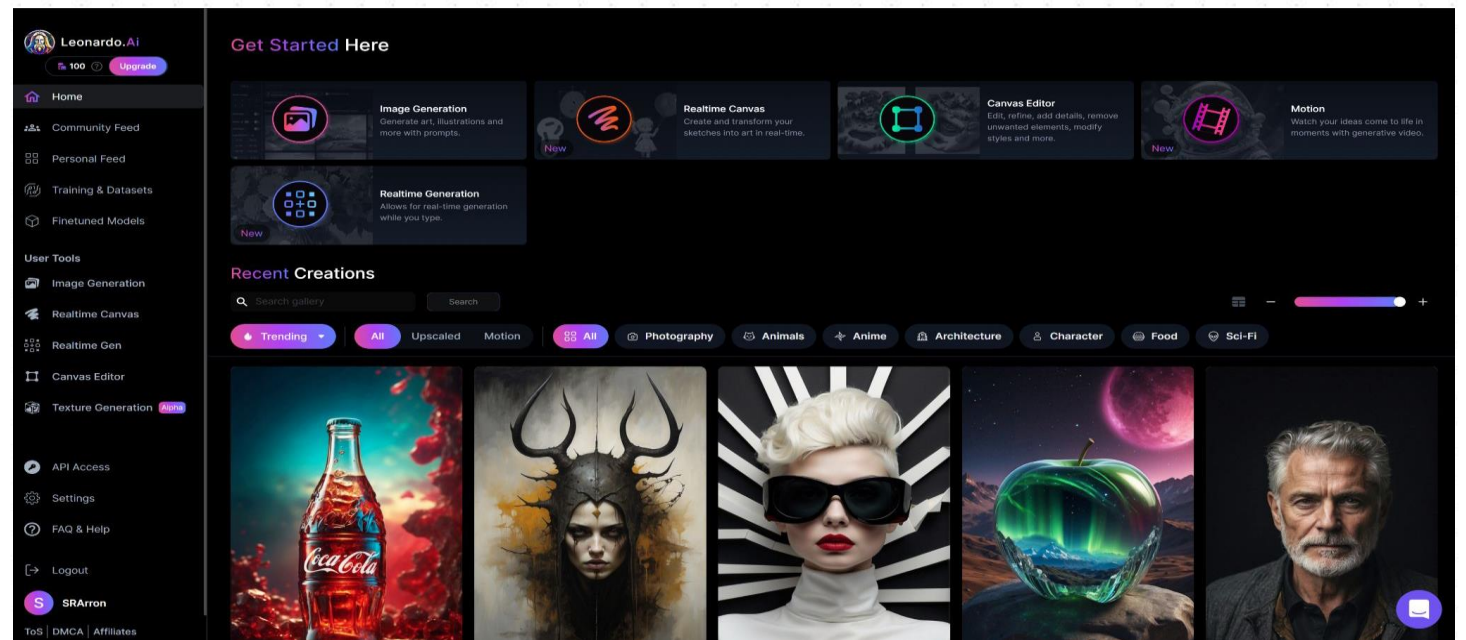 Leonardo.Ai
100
Upgrade
Home
Community Feed
Personal Feed
Training & Datasets
Finetuned Models
User Tools
Image Generation
Realtime Canvas
Realtime Gen
Canvas Editor
Texture Generation Alpha
API Access
Settings
FAQ & Help
Logout
S SRArron
ToS DMCA Affiliates
Get Started Here
Image Generation
Generate art, illustrations and
more with prompts.
New
Realtime Canvas
Create and transform your
sketches into art in real-time.
Canvas Editor
Edit, refine, add details, remove
unwanted elements, modify
styles and more.
New
Motion
Watch your ideas come to life in
moments with generative video.
New
Realtime Generation
Allows for real-time generation
while you type.
Recent Creations
Search gallery
Search
Trending All Upscaled Motion All Photography Animals Anime Architecture Character Food Sci-Fi
Coca-Cola